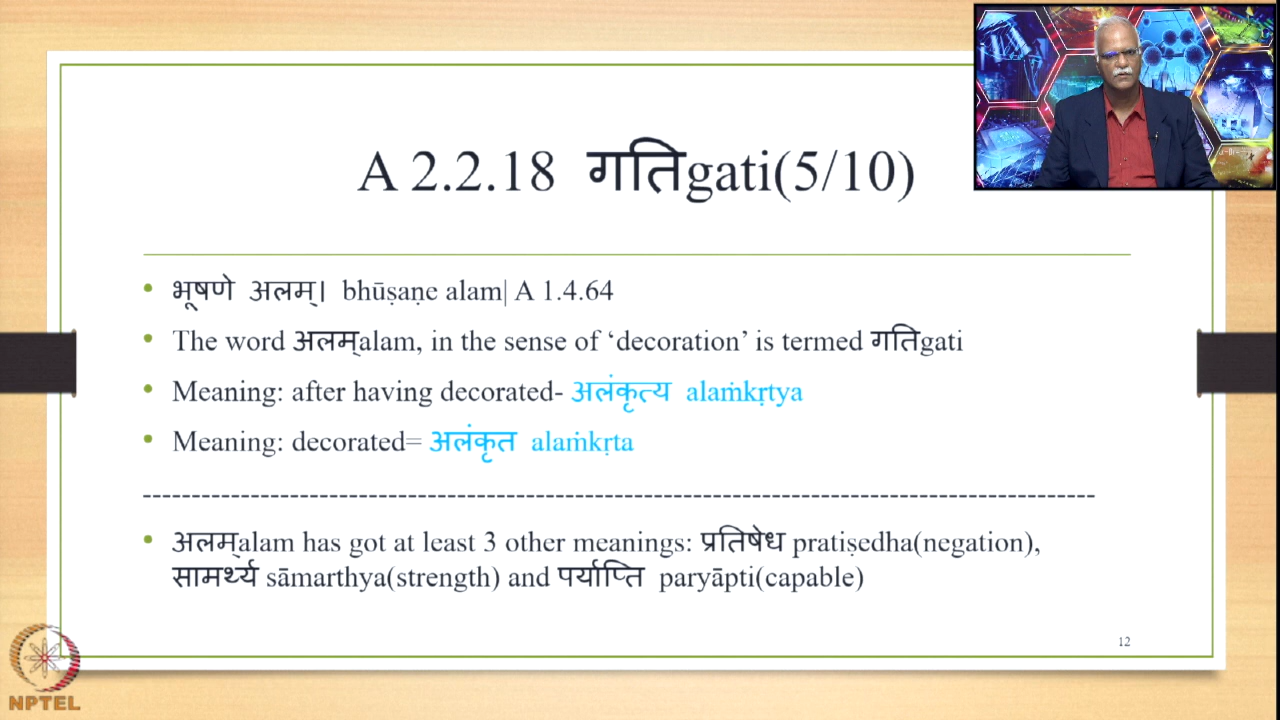 A 2.2.18 गतिgati(5/10)
• भूषणे अलम्। bhūṣaṇe alam| A 1.4.64
• The word अलम्alam, in the sense of ‘decoration’ is termed गतिgati
• Meaning: after having decorated- अलंकृत्य alaṁkṛtya
• Meaning: decorated= अलंकृत alaṁkṛta
-----------------------------------------------------------------------------------------------
• अलम्alam has got at least 3 other meanings: प्रतिषेध pratiṣedha(negation),
सामर्थ्य sāmarthya(strength) and पर्याप्ति paryāpti(capable)
12
NPTEL